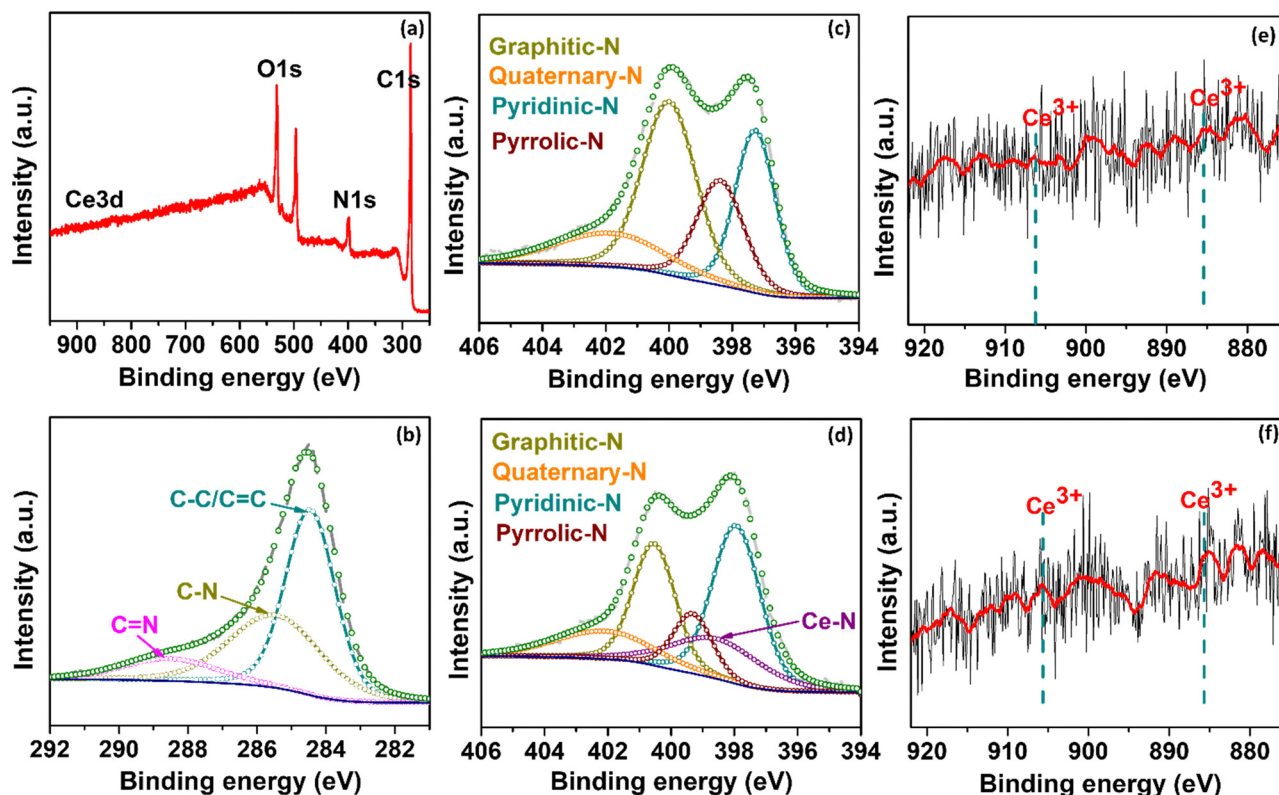 (a)
O1s
C1s
Ce3d
N1s
Intensity (a.u.)
900 800 700 600 500 400 300
Binding energy (eV)
(c)
Graphitic-N
Quaternary-N
Pyridinic-N
Pyrrolic-N
Intensity (a.u.)
406 404 402 400 398 396 394
Binding energy (eV)
(e)
Ce3+
Ce3+
Intensity (a.u.)
920 910 900 890 880
Binding energy (eV)
(b)
C-C/C=C
C-N
C=N
Intensity (a.u.)
292 290 288 286 284 282
Binding energy (eV)
(d)
Graphitic-N
Quaternary-N
Pyridinic-N
Pyrrolic-N
Ce-N
Intensity (a.u.)
406 404 402 400 398 396 394
Binding energy (eV)
(f)
Ce3+
Ce3+
Intensity (a.u.)
920 910 900 890 880
Binding energy (eV)